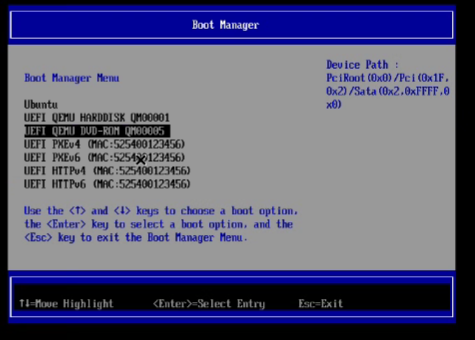 Boot Manager
Device Path :
PciRoot(0x0)/Pci(0x1F,
0x2)/Sata(0x2,0xFFFF,0
x0)
Boot Manager Menu
Ubuntu
UEFI QEMU HARDDISK QM00001
UEFI QEMU DVD-ROM QM00005
UEFI PXEv4 (MAC:525400123456)
UEFI PXEv6 (MAC:525400123456)
UEFI HTTPv4 (MAC:525400123456)
UEFI HTTPv6 (MAC:525400123456)
Use the <↑> and <↓> keys to choose a boot option,
the <Enter> key to select a boot option, and the
<Esc> key to exit the Boot Manager Menu.
↑↓=Move Highlight <Enter>=Select Entry Esc=Exit